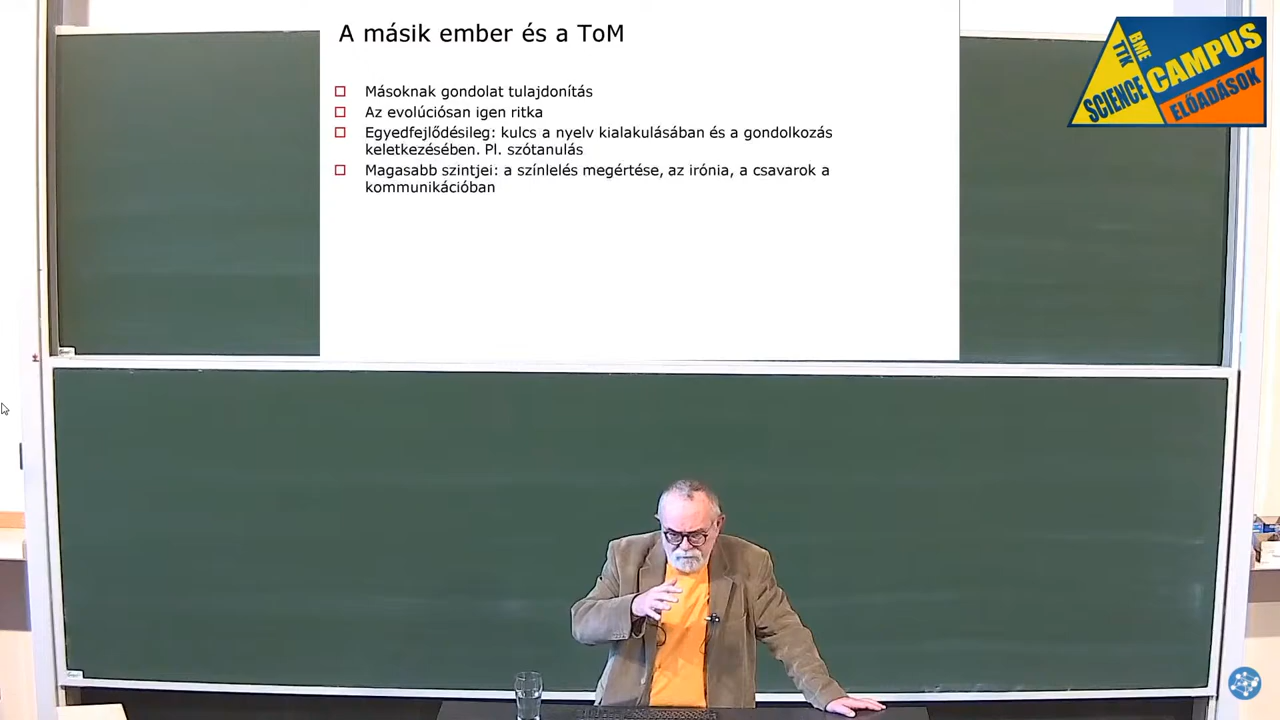 A másik ember és a ToM
Másoknak gondolat tulajdonítás
Az evolúciósan igen ritka
Egyedfejlődésileg: kulcs a nyelv kialakulásában és a gondolkozás
keletkezésében. Pl. szótanulás
Magasabb szintjei: a színlelés megértése, az irónia, a csavarok a
kommunikációban
BME
TTK
SCIENCE
CAMPUS
ELŐADÁSOK